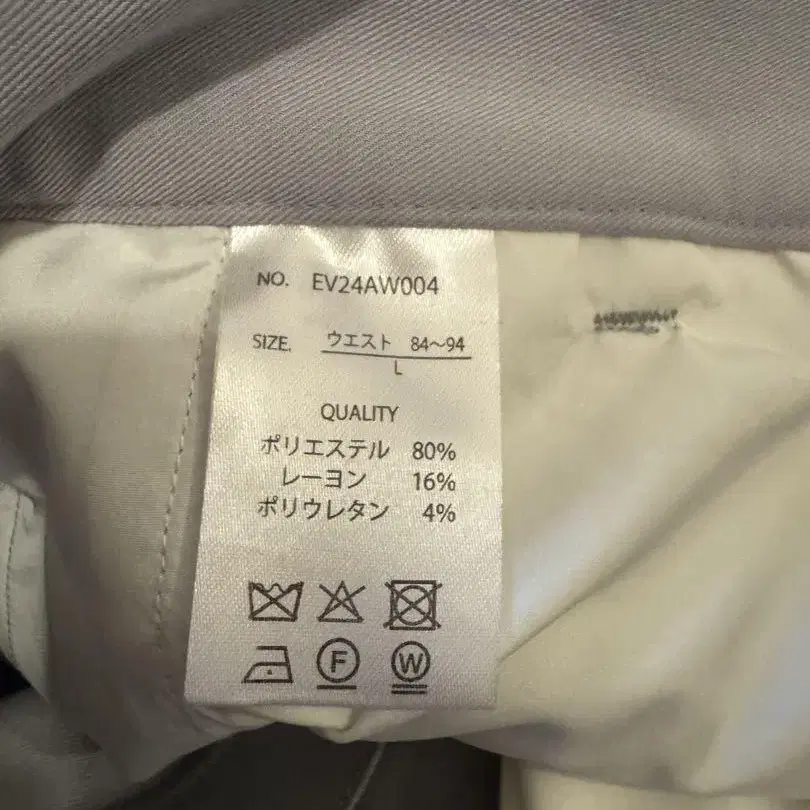 NO. EV24AW004
SIZE. ウエスト 84〜94
L
QUALITY
ポリエステル 80%
レーヨン 16%
ポリウレタン 4%
F W